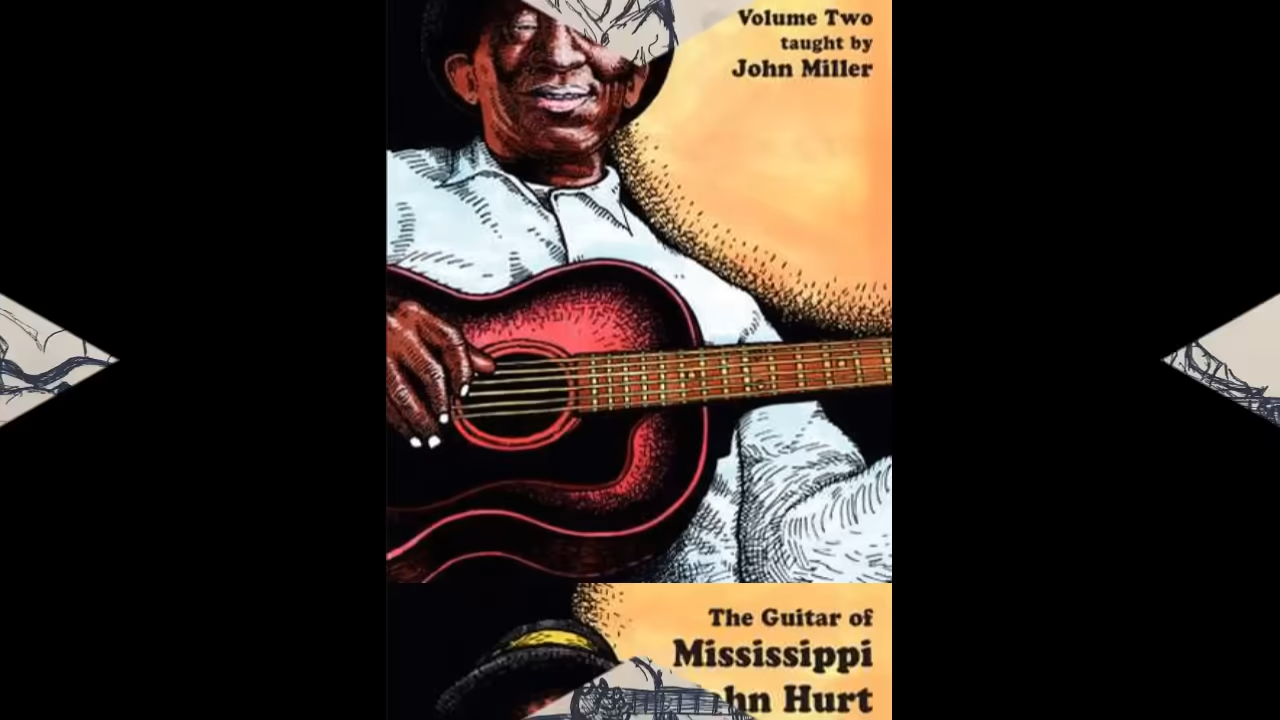 Volume Two
taught by
John Miller
The Guitar of
Mississippi
hn Hurt